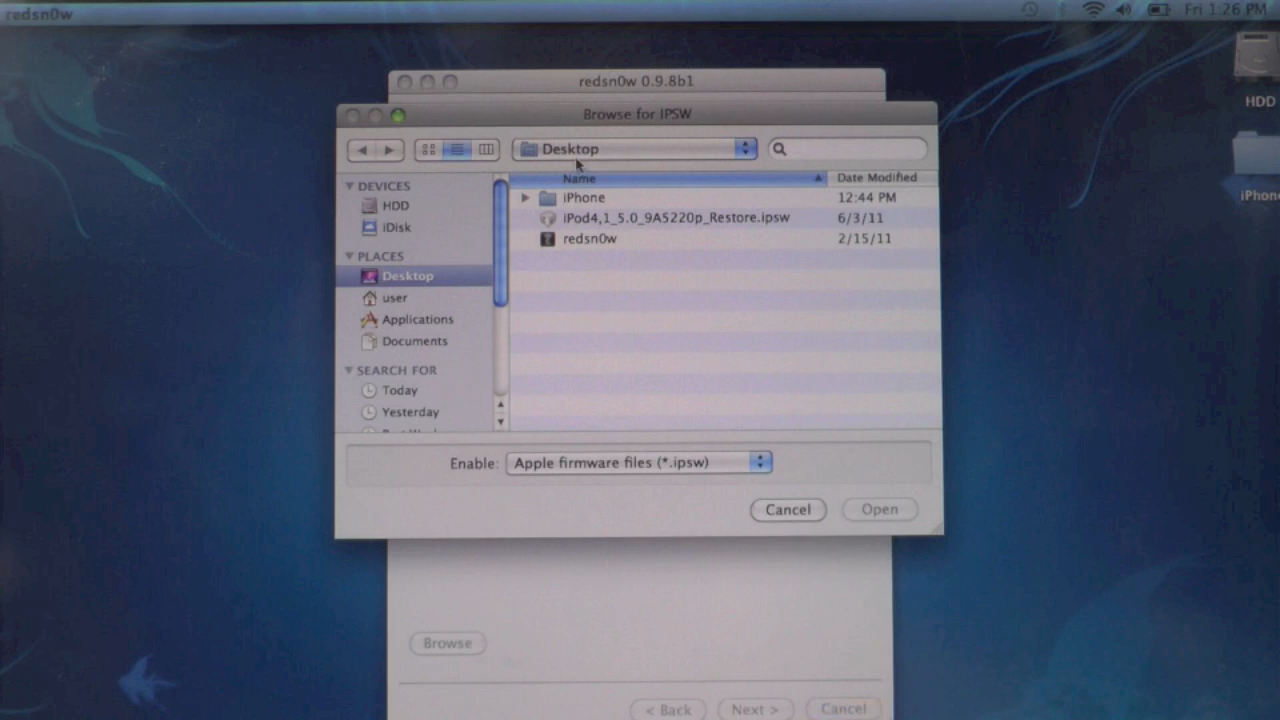 redsn0w
Fri 1:26 PM
HDD
iPhone
redsn0w 0.9.8b1
Browse for IPSW
Desktop
Name
Date Modified
DEVICES
HDD
iDisk
PLACES
Desktop
user
Applications
Documents
SEARCH FOR
Today
Yesterday
iPhone
12:44 PM
iPod4,1_5.0_9A5220p_Restore.ipsw
6/3/11
redsn0w
2/15/11
Enable:
Apple firmware files (*.ipsw)
Cancel
Open
Browse
< Back
Next >
Cancel